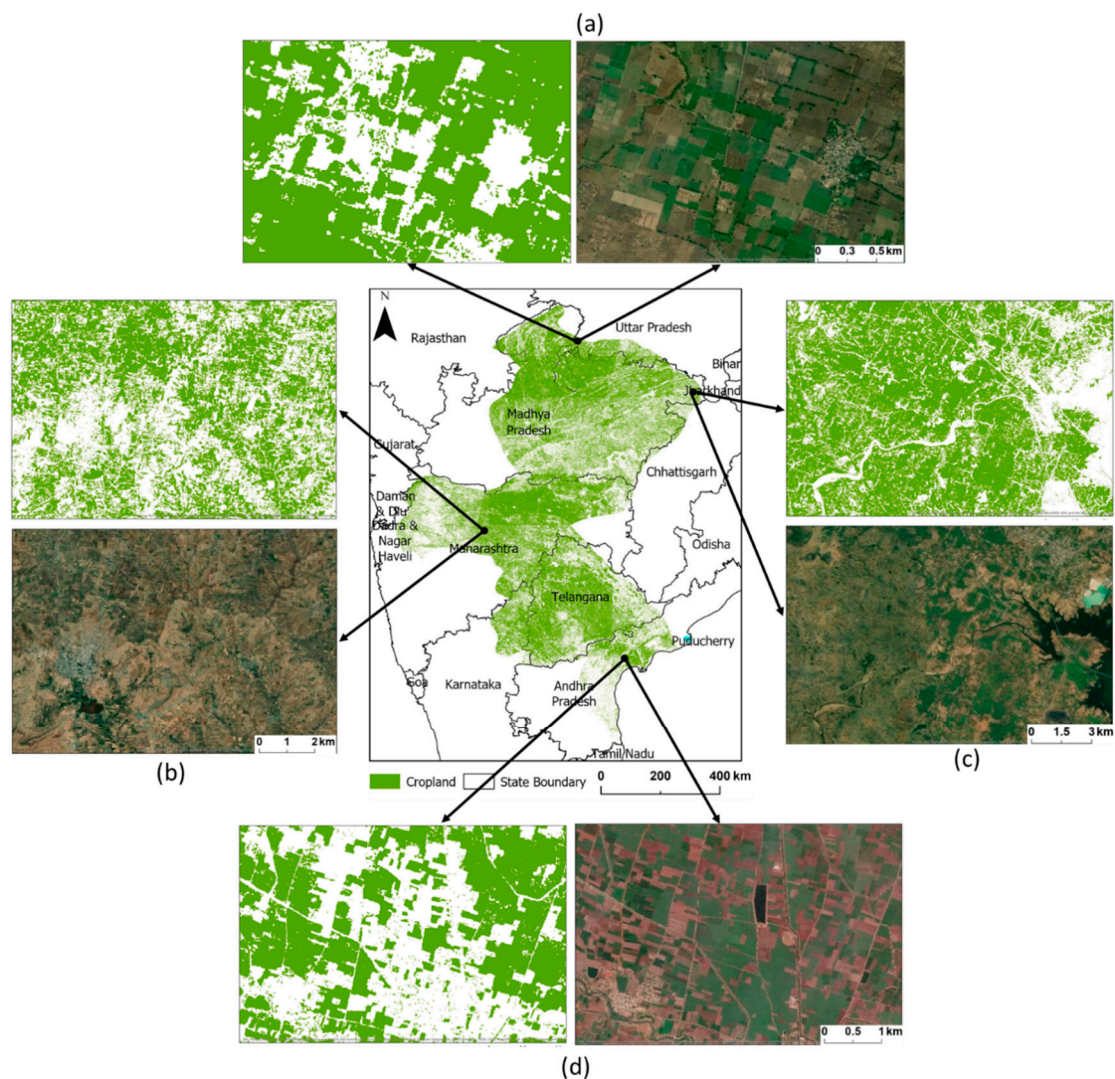 (a)
0 0.3 0.5 km
N
Rajasthan
Uttar Pradesh
Bihar
Jharkhand
Madhya
Pradesh
Gujarat
Chhattisgarh
Daman
& Diu
Dadra &
Nagar
Haveli
Maharashtra
Odisha
Telangana
Puducherry
Goa
Karnataka
Andhra
Pradesh
Tamil Nadu
0 1 2 km
(b)
0 1.5 3 km
(c)
Cropland State Boundary 0 200 400 km
0 0.5 1 km
(d)